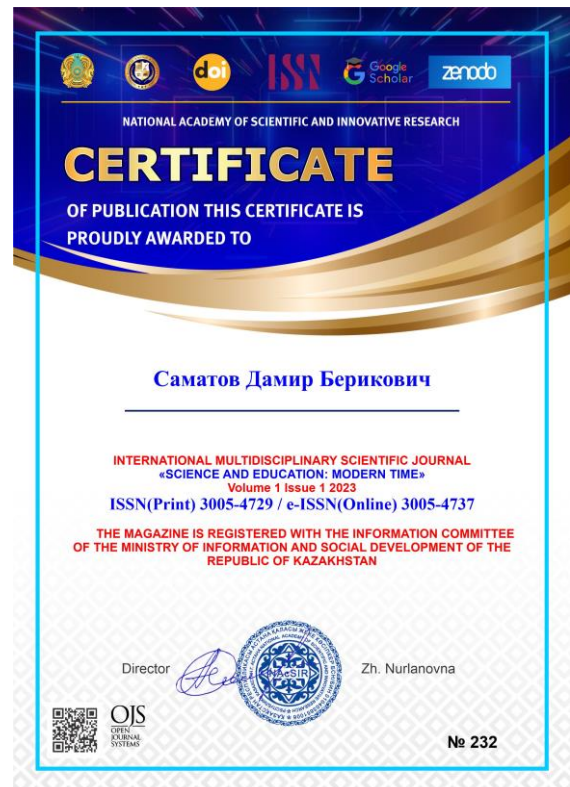 doi
ISSN
Google
Scholar
zenodo
NATIONAL ACADEMY OF SCIENTIFIC AND INNOVATIVE RESEARCH
CERTIFICATE
OF PUBLICATION THIS CERTIFICATE IS
PROUDLY AWARDED TO
Саматов Дамир Берикович
INTERNATIONAL MULTIDISCIPLINARY SCIENTIFIC JOURNAL
«SCIENCE AND EDUCATION: MODERN TIME»
Volume 1 Issue 1 2023
ISSN(Print) 3005-4729 / e-ISSN(Online) 3005-4737
THE MAGAZINE IS REGISTERED WITH THE INFORMATION COMMITTEE
OF THE MINISTRY OF INFORMATION AND SOCIAL DEVELOPMENT OF THE
REPUBLIC OF KAZAKHSTAN
Director
NAcSIR
Zh. Nurlanovna
OJS
OPEN
JOURNAL
SYSTEMS
№ 232